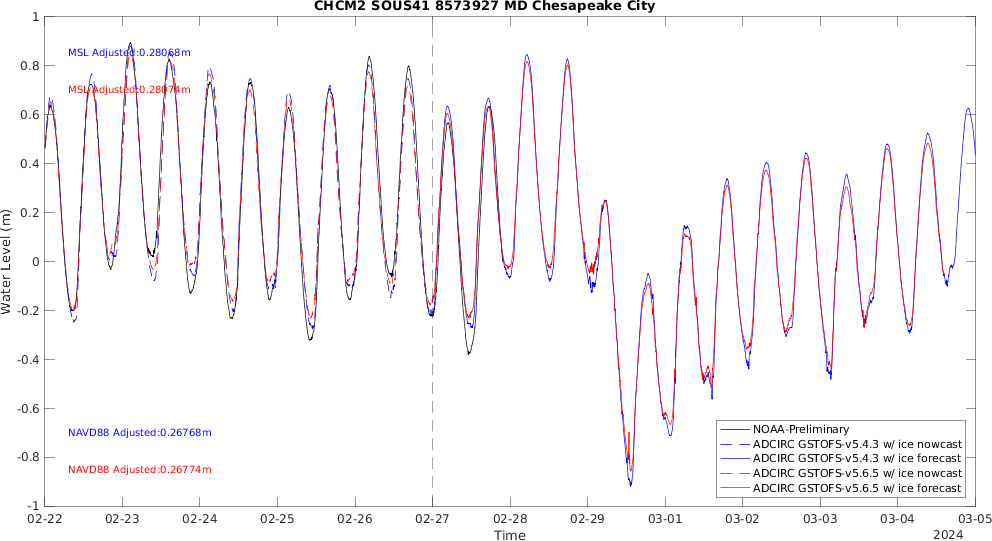 CHCM2 SOUS41 8573927 MD Chesapeake City
Water Level (m)
1
0.8
0.6
0.4
0.2
0
-0.2
-0.4
-0.6
-0.8
-1
MSL Adjusted:0.28068m
MSL Adjusted:0.28074m
NAVD88 Adjusted:0.26768m
NAVD88 Adjusted:0.26774m
NOAA-Preliminary
ADCIRC GSTOFS-v5.4.3 w/ ice nowcast
ADCIRC GSTOFS-v5.4.3 w/ ice forecast
ADCIRC GSTOFS-v5.6.5 w/ ice nowcast
ADCIRC GSTOFS-v5.6.5 w/ ice forecast
02-22 02-23 02-24 02-25 02-26 02-27 02-28 02-29 03-01 03-02 03-03 03-04 03-05
Time
2024